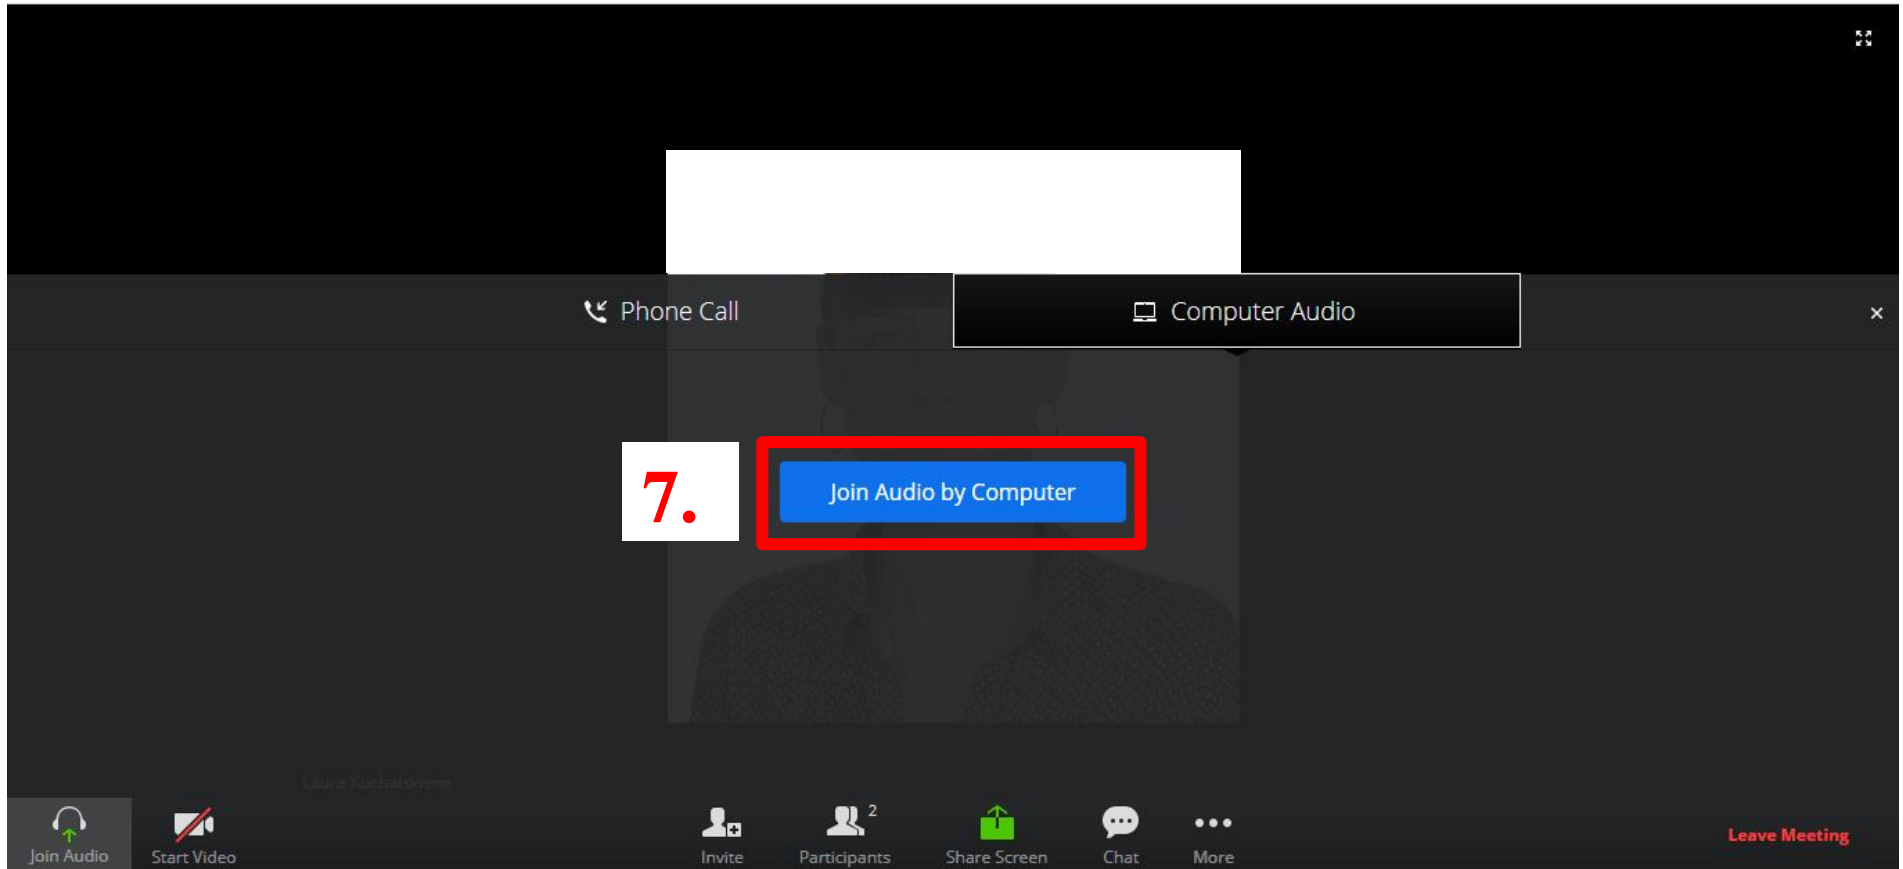 Phone Call
Computer Audio
×
7.
Join Audio by Computer
2
Join Audio
Start Video
Invite
Participants
Share Screen
Chat
More
Leave Meeting